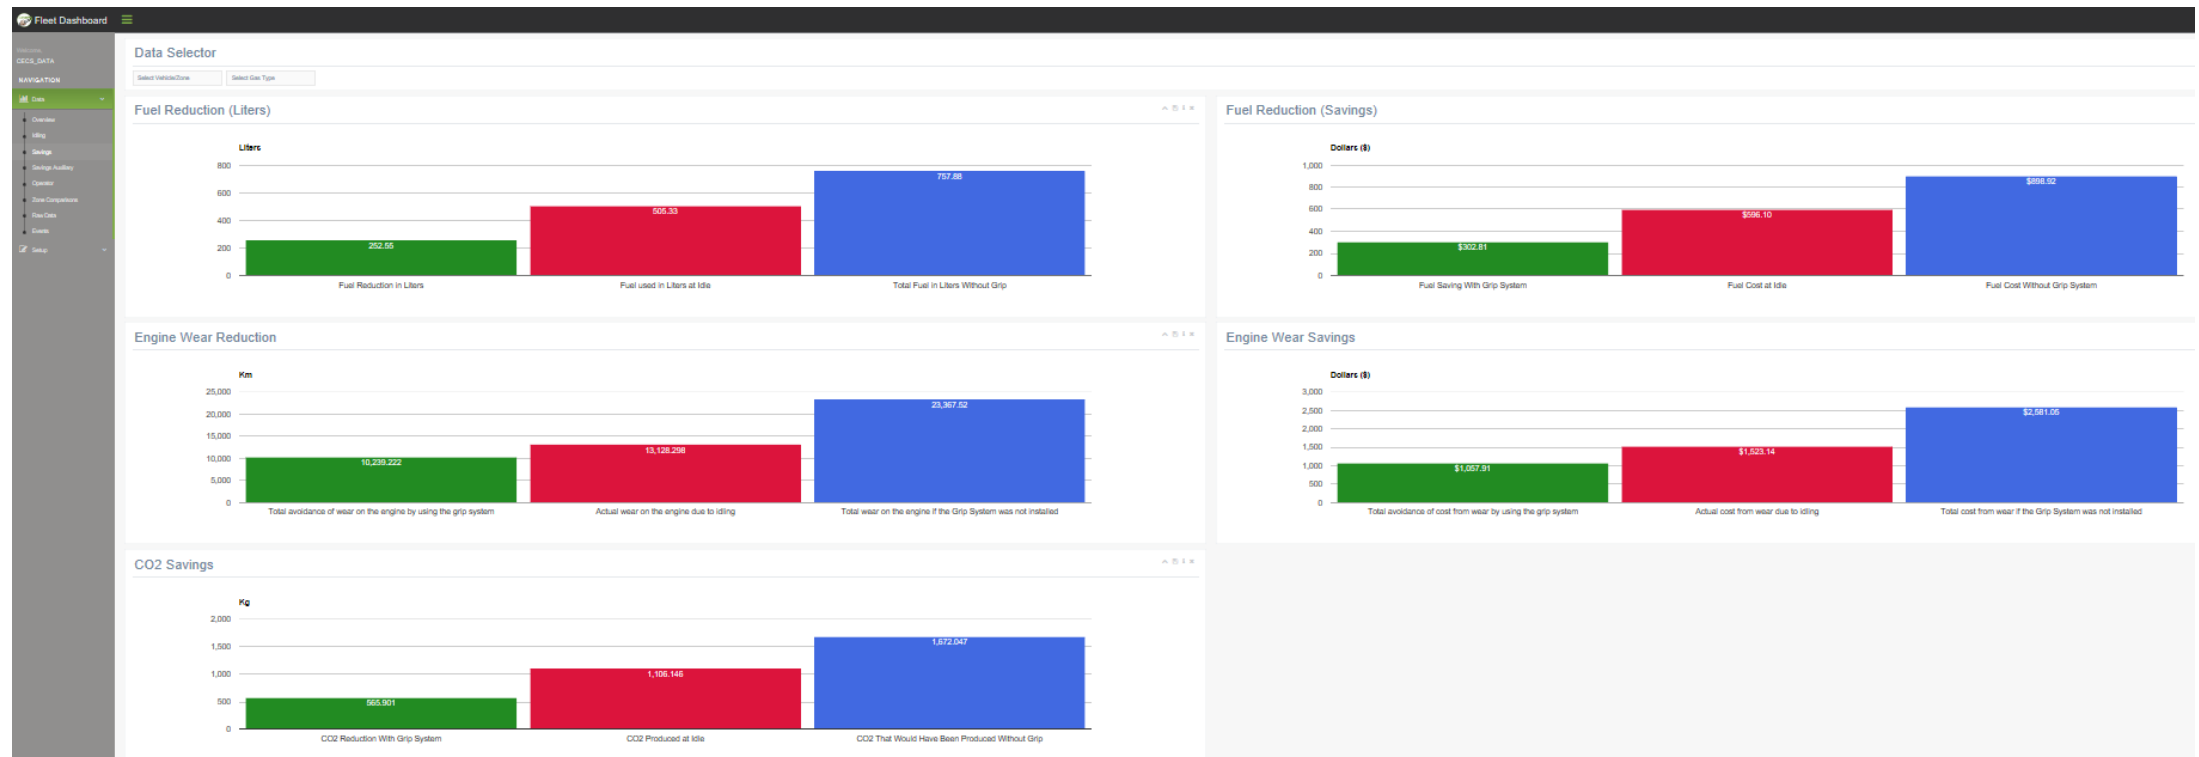 Fleet Dashboard
Welcome
CECS_DATA
NAVIGATION
Data
Overview
Idling
Savings
Savings Auxiliary
Operator
Zone Comparisons
Raw Data
Events
Setup
Data Selector
Select Vehicle/Zone
Select Gas Type
Fuel Reduction (Liters)
Liters
800
600
400
200
0
252.55
505.33
757.88
Fuel Reduction in Liters
Fuel used in Liters at Idle
Total Fuel in Liters Without Grip
Fuel Reduction (Savings)
Dollars ($)
1,000
800
600
400
200
0
$302.81
$596.10
$898.92
Fuel Saving With Grip System
Fuel Cost at Idle
Fuel Cost Without Grip System
Engine Wear Reduction
Km
25,000
20,000
15,000
10,000
5,000
0
10,239.222
13,128.298
23,367.52
Total avoidance of wear on the engine by using the grip system
Actual wear on the engine due to idling
Total wear on the engine if the Grip System was not installed
Engine Wear Savings
Dollars ($)
3,000
2,500
2,000
1,500
1,000
500
0
$1,057.91
$1,523.14
$2,581.05
Total avoidance of cost from wear by using the grip system
Actual cost from wear due to idling
Total cost from wear if the Grip System was not installed
CO2 Savings
Kg
2,000
1,500
1,000
500
0
565.901
1,106.146
1,672.047
CO2 Reduction With Grip System
CO2 Produced at Idle
CO2 That Would Have Been Produced Without Grip